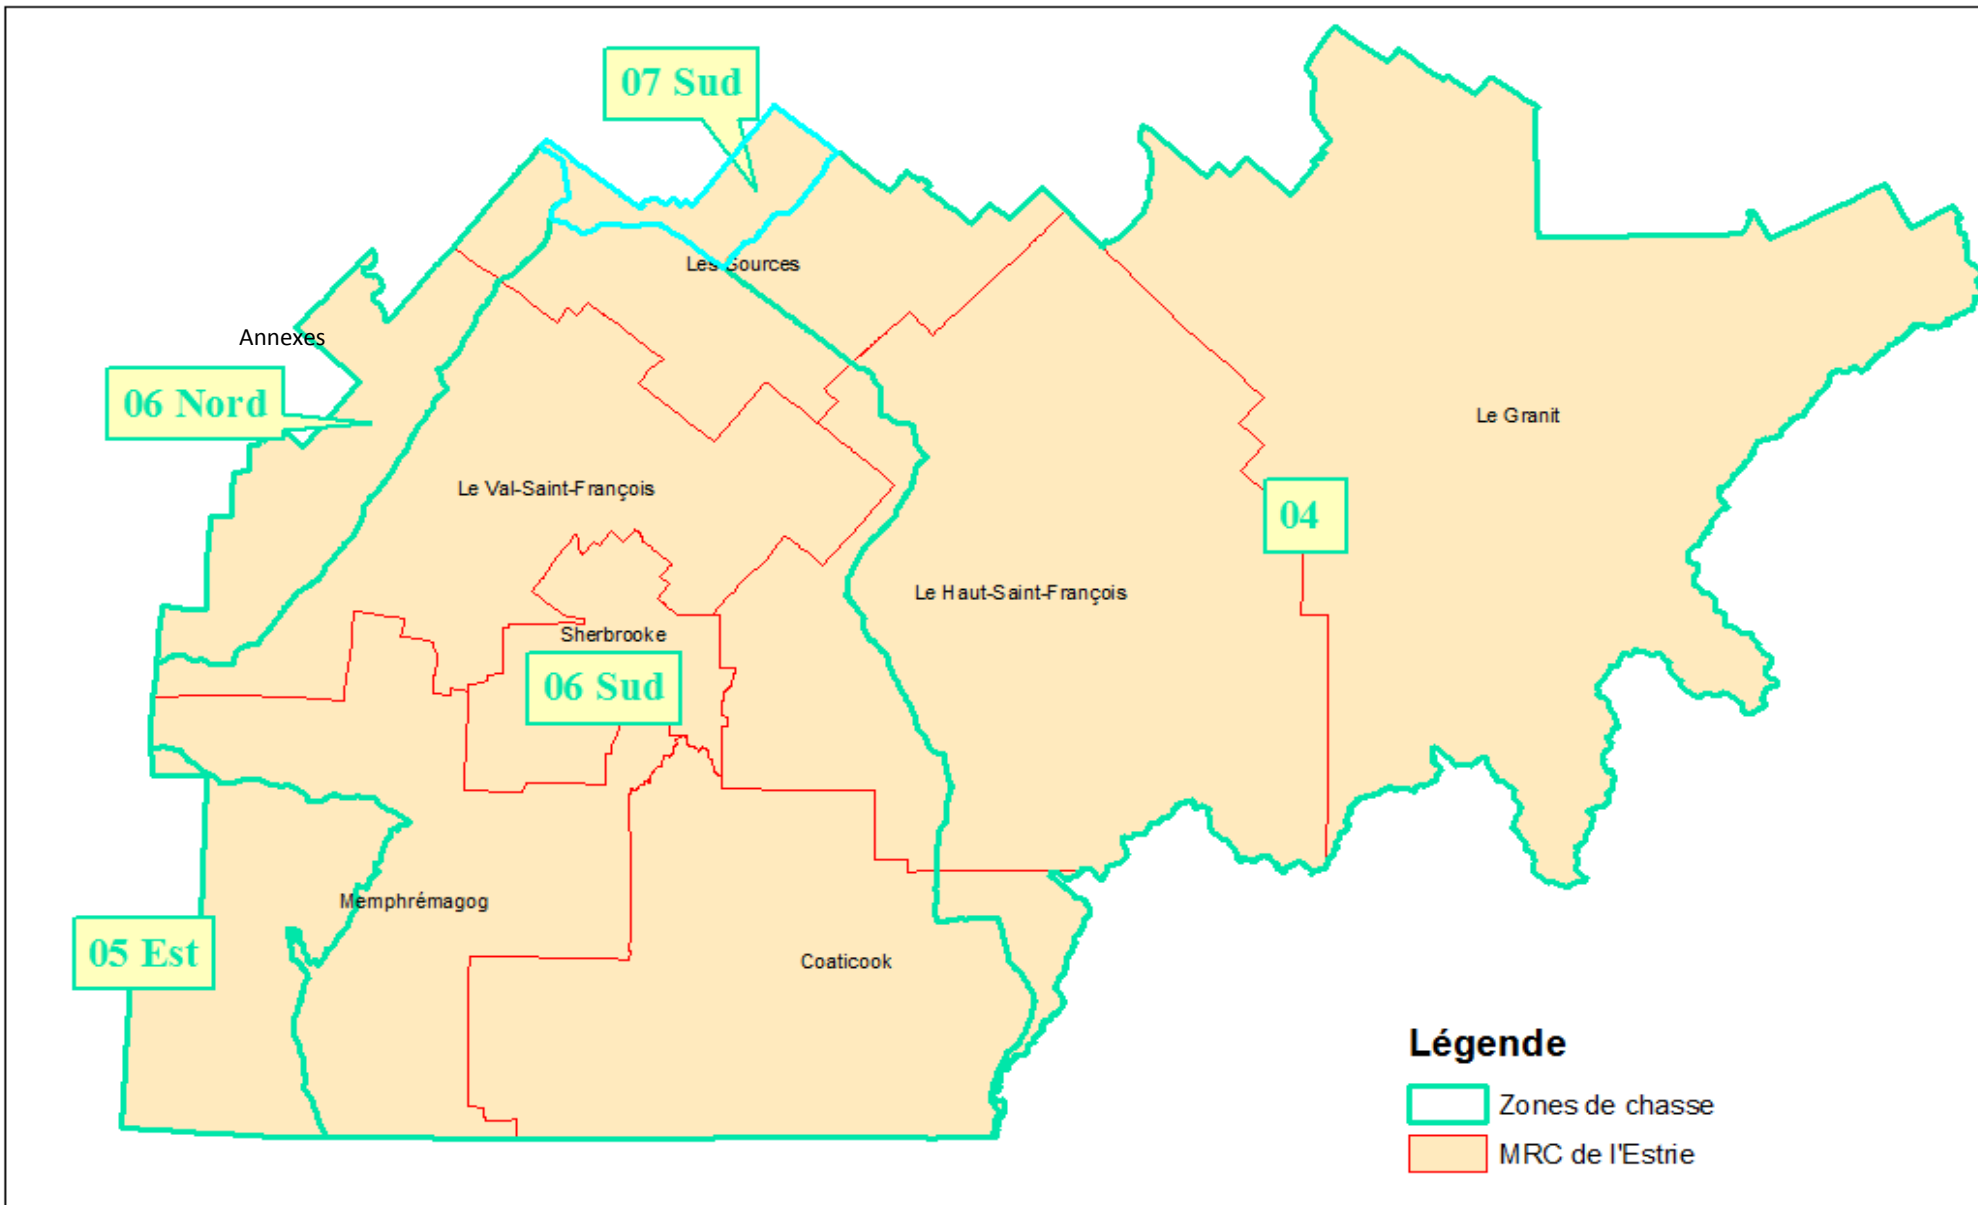 07 Sud
Les Sources
Annexes
06 Nord
Le Granit
Le Val-Saint-François
04
Le Haut-Saint-François
Sherbrooke
06 Sud
Memphrémagog
05 Est
Coaticook
Légende
Zones de chasse
MRC de l'Estrie